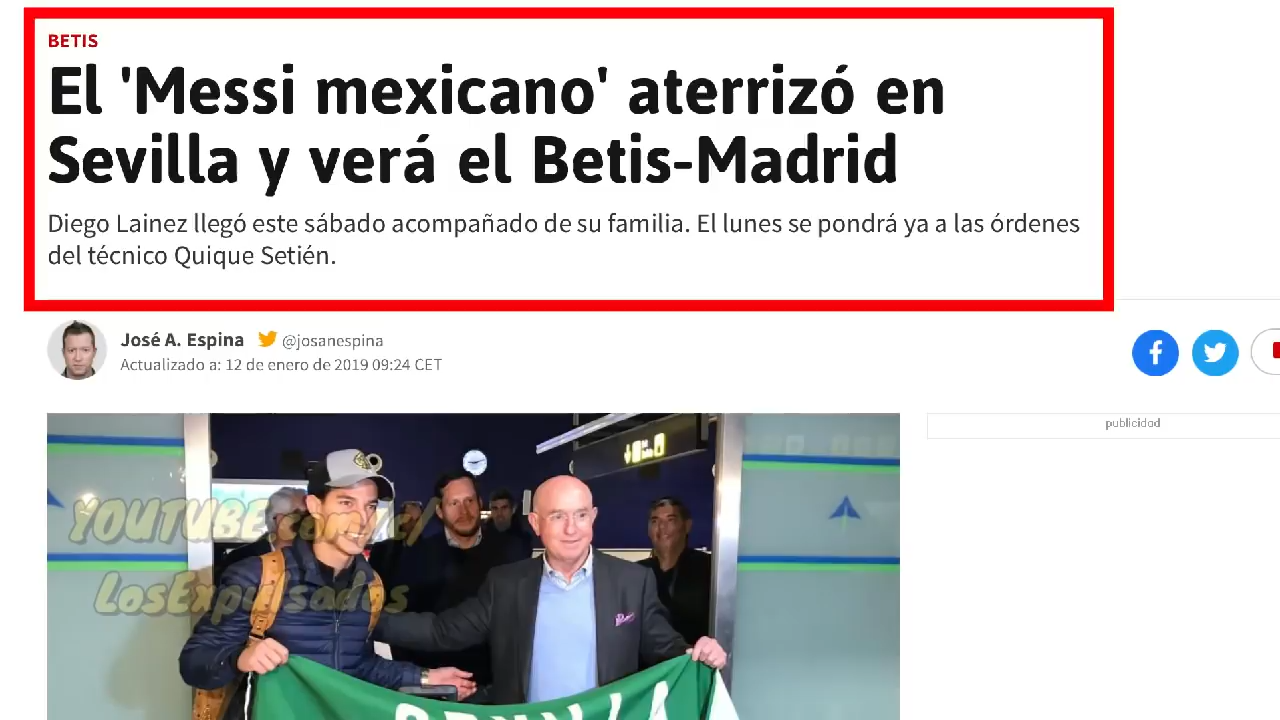 BETIS
El 'Messi mexicano' aterrizó en
Sevilla y verá el Betis-Madrid
Diego Lainez llegó este sábado acompañado de su familia. El lunes se pondrá ya a las órdenes
del técnico Quique Setién.
José A. Espina @josanespina
Actualizado a: 12 de enero de 2019 09:24 CET
publicidad
YOUTUBE.com/c/
LosExpulsados